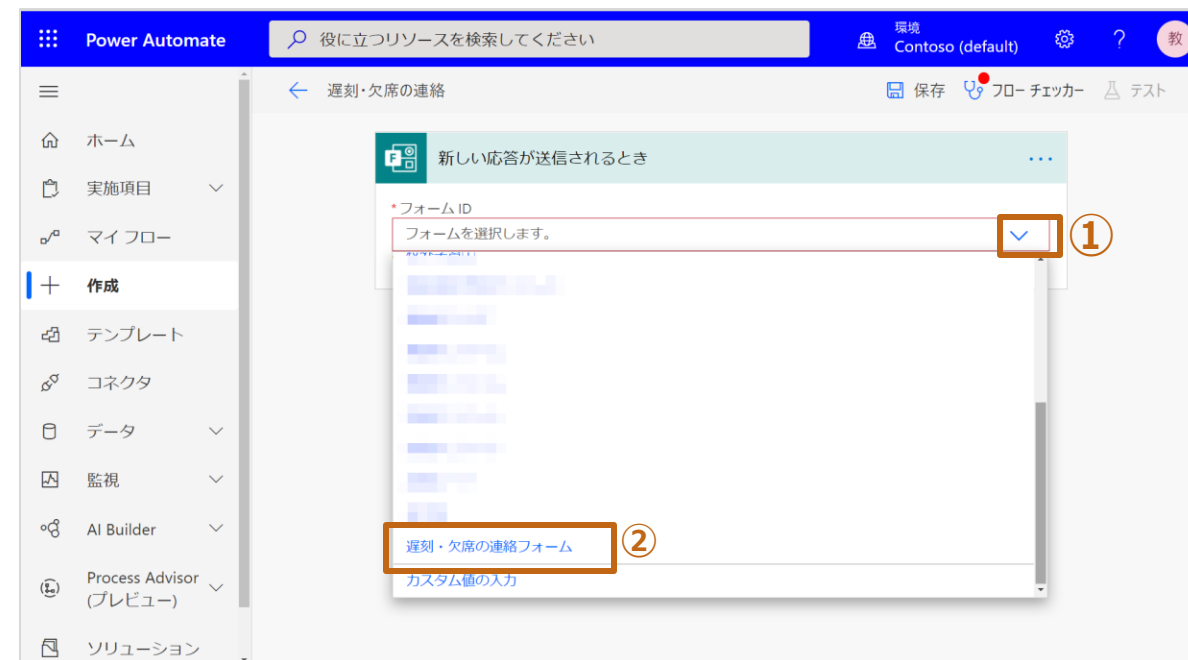 Power Automate
役に立つリソースを検索してください
環境
Contoso (default)
?
教
遅刻・欠席の連絡
保存
フロー チェッカー
テスト
ホーム
実施項目
マイ フロー
作成
テンプレート
コネクタ
データ
監視
AI Builder
Process Advisor
(プレビュー)
ソリューション
新しい応答が送信されるとき
*フォーム ID
フォームを選択します。
①
遅刻・欠席の連絡フォーム
②
カスタム値の入力